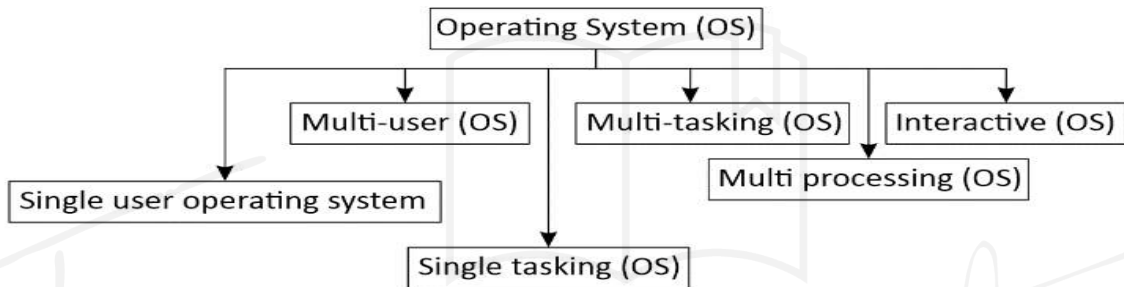 Operating System (OS)
Multi-user (OS)
Multi-tasking (OS)
Interactive (OS)
Multi processing (OS)
Single user operating system
Single tasking (OS)